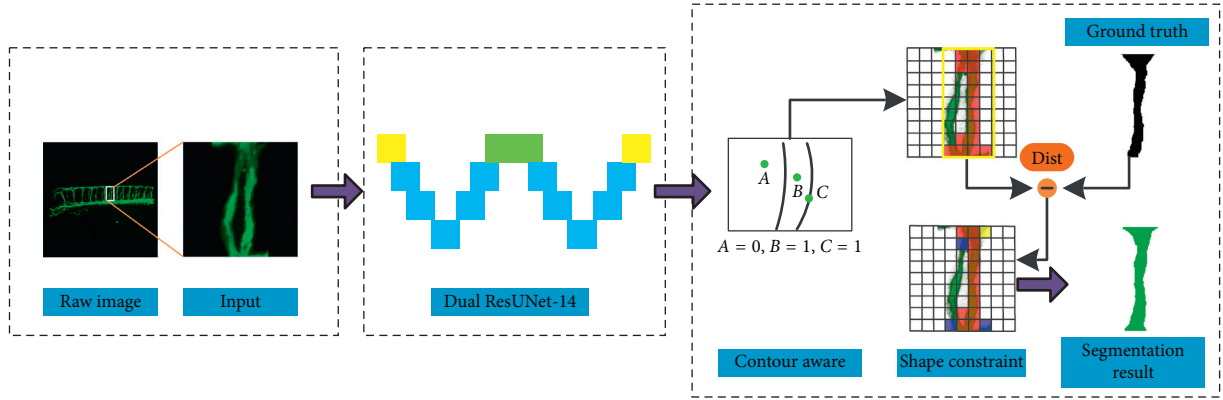 Raw image
Input
Dual ResUNet-14
A
B
C
A = 0, B = 1, C = 1
Contour aware
Shape constraint
Ground truth
Dist
−
Segmentation
result